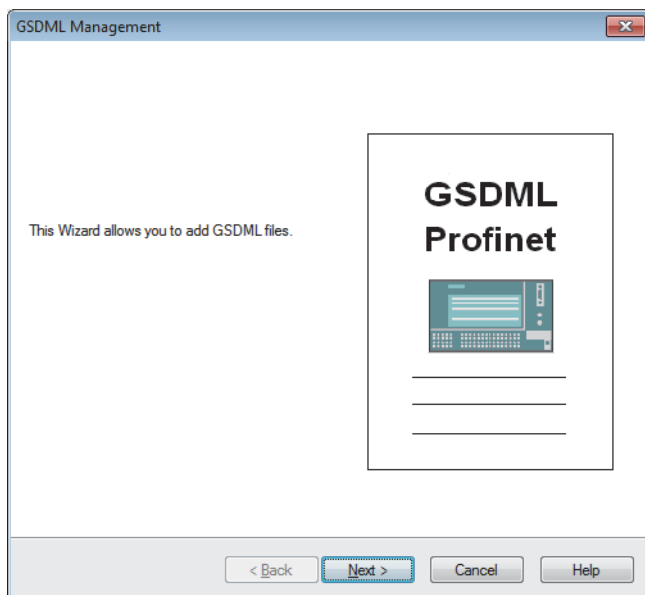 GSDML Management
This Wizard allows you to add GSDML files.
GSDML
Profinet
< Back
Next >
Cancel
Help